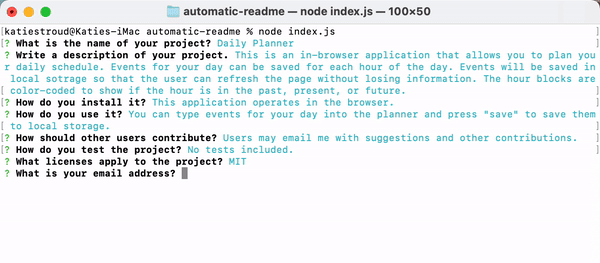 automatic-readme — node index.js — 100×50
katiestroud@Katies-iMac automatic-readme % node index.js
? What is the name of your project? Daily Planner
? Write a description of your project. This is an in-browser application that allows you to plan you
r daily schedule. Events for your day can be saved for each hour of the day. Events will be saved in
local sotrage so that the user can refresh the page without losing information. The hour blocks are
color-coded to show if the hour is in the past, present, or future.
? How do you install it? This application operates in the browser.
? How do you use it? You can type events for your day into the planner and press "save" to save them
to local storage.
? How should other users contribute? Users may email me with suggestions and other contributions.
? How do you test the project? No tests included.
? What licenses apply to the project? MIT
? What is your email address?